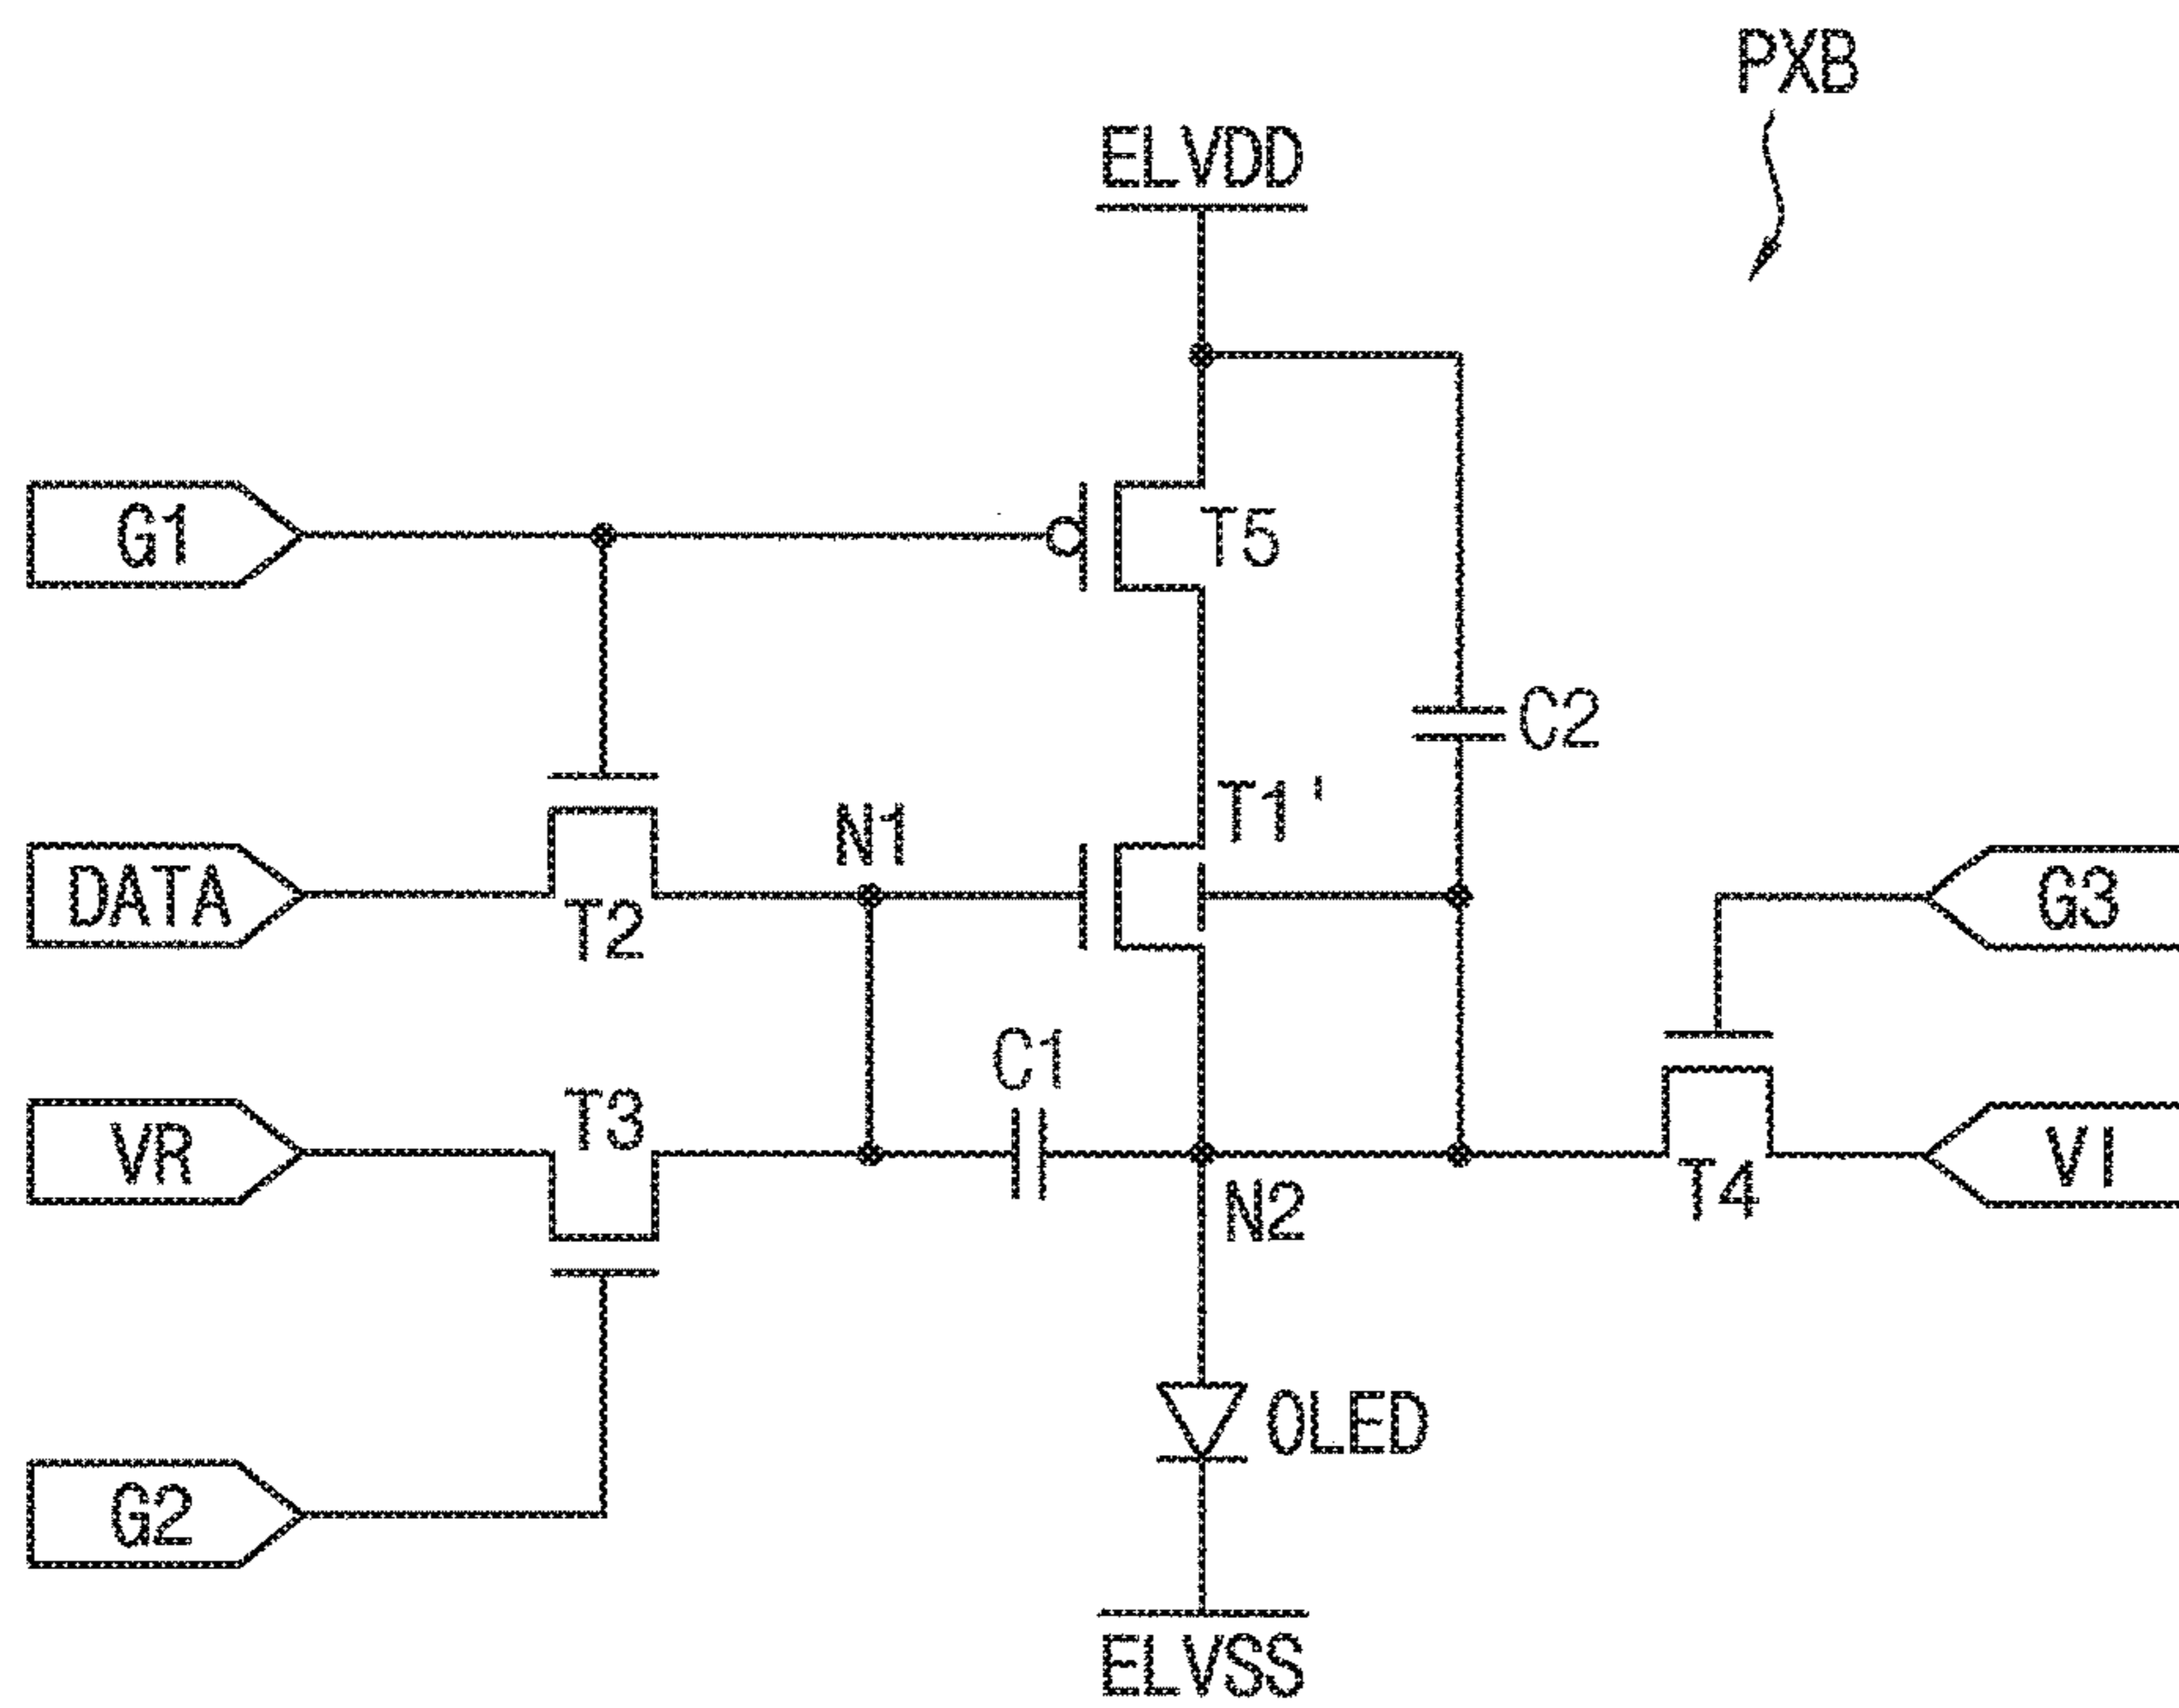 PXB
ELVDD
G1
T5
C2
T1'
N1
DATA
T2
G3
C1
T3
VR
VI
T4
N2
G2
OLED
ELVSS